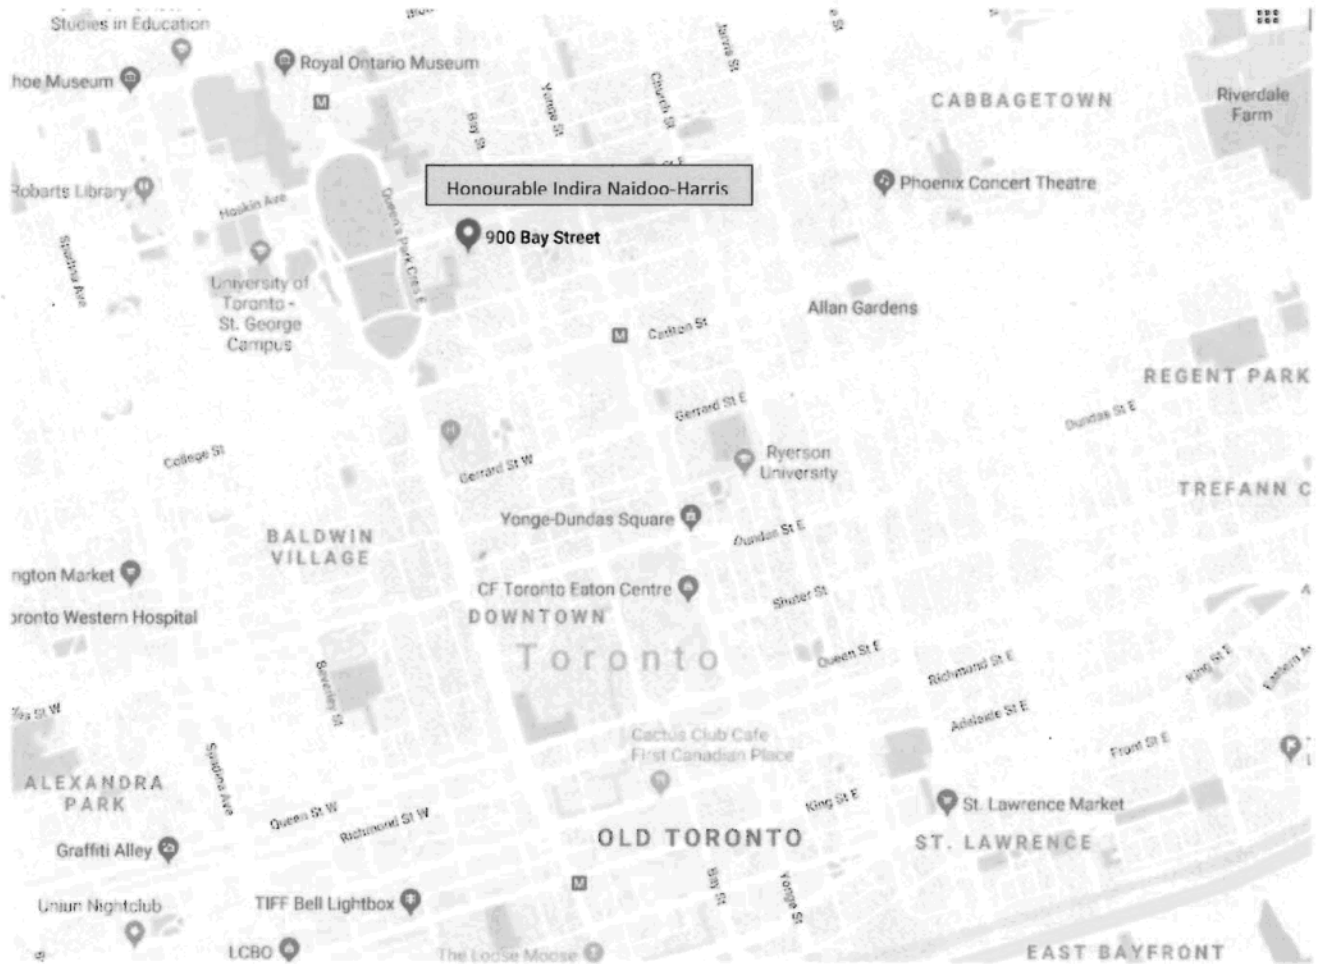 Studies in Education
Royal Ontario Museum
hoe Museum
Jarvis St
Church St
Yonge St
Bay St
CABBAGETOWN
Riverdale
Farm
Honourable Indira Naidoo-Harris
Phoenix Concert Theatre
Robarts Library
Hoskin Ave
Queen's Park Cres E
900 Bay Street
Spadina Ave
University of
Toronto -
St. George
Campus
Allan Gardens
Carlton St
REGENT PARK
Gerrard St E
Dundas St E
College St
Gerrard St W
Ryerson
University
TREFANN C
Yonge-Dundas Square
Dundas St E
BALDWIN
VILLAGE
ngton Market
CF Toronto Eaton Centre
Shuter St
oronto Western Hospital
DOWNTOWN
Toronto
Queen St E
Richmond St E
King St E
Beverley St
Adelaide St E
Front St E
Cactus Club Cafe
First Canadian Place
Spadina Ave
ALEXANDRA
PARK
Queen St W
Richmond St W
King St E
St. Lawrence Market
OLD TORONTO
ST. LAWRENCE
Graffiti Alley
Bay St
Yonge St
Uniun Nightclub
TIFF Bell Lightbox
LCBO
The Loose Moose
EAST BAYFRONT